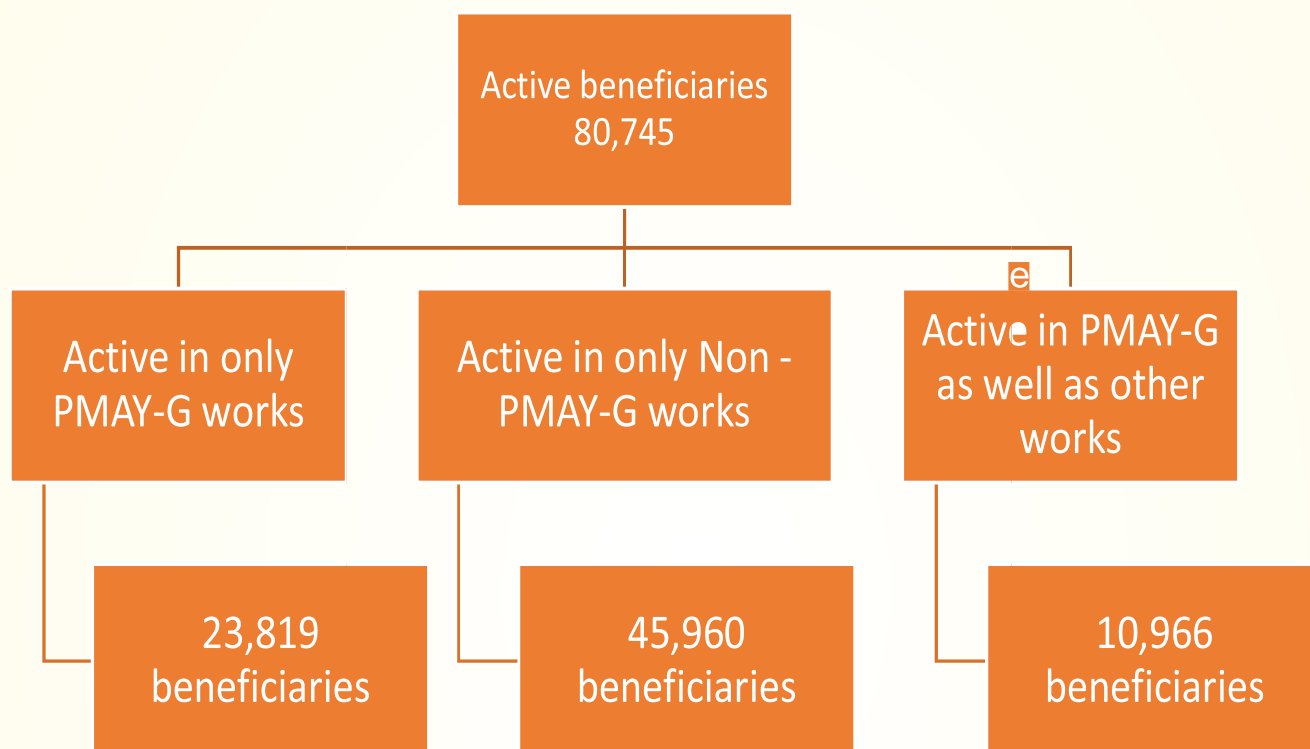 Active beneficiaries
80,745
Active in only
PMAY-G works
Active in only Non -
PMAY-G works
e
Active in PMAY-G
as well as other
works
23,819
beneficiaries
45,960
beneficiaries
10,966
beneficiaries